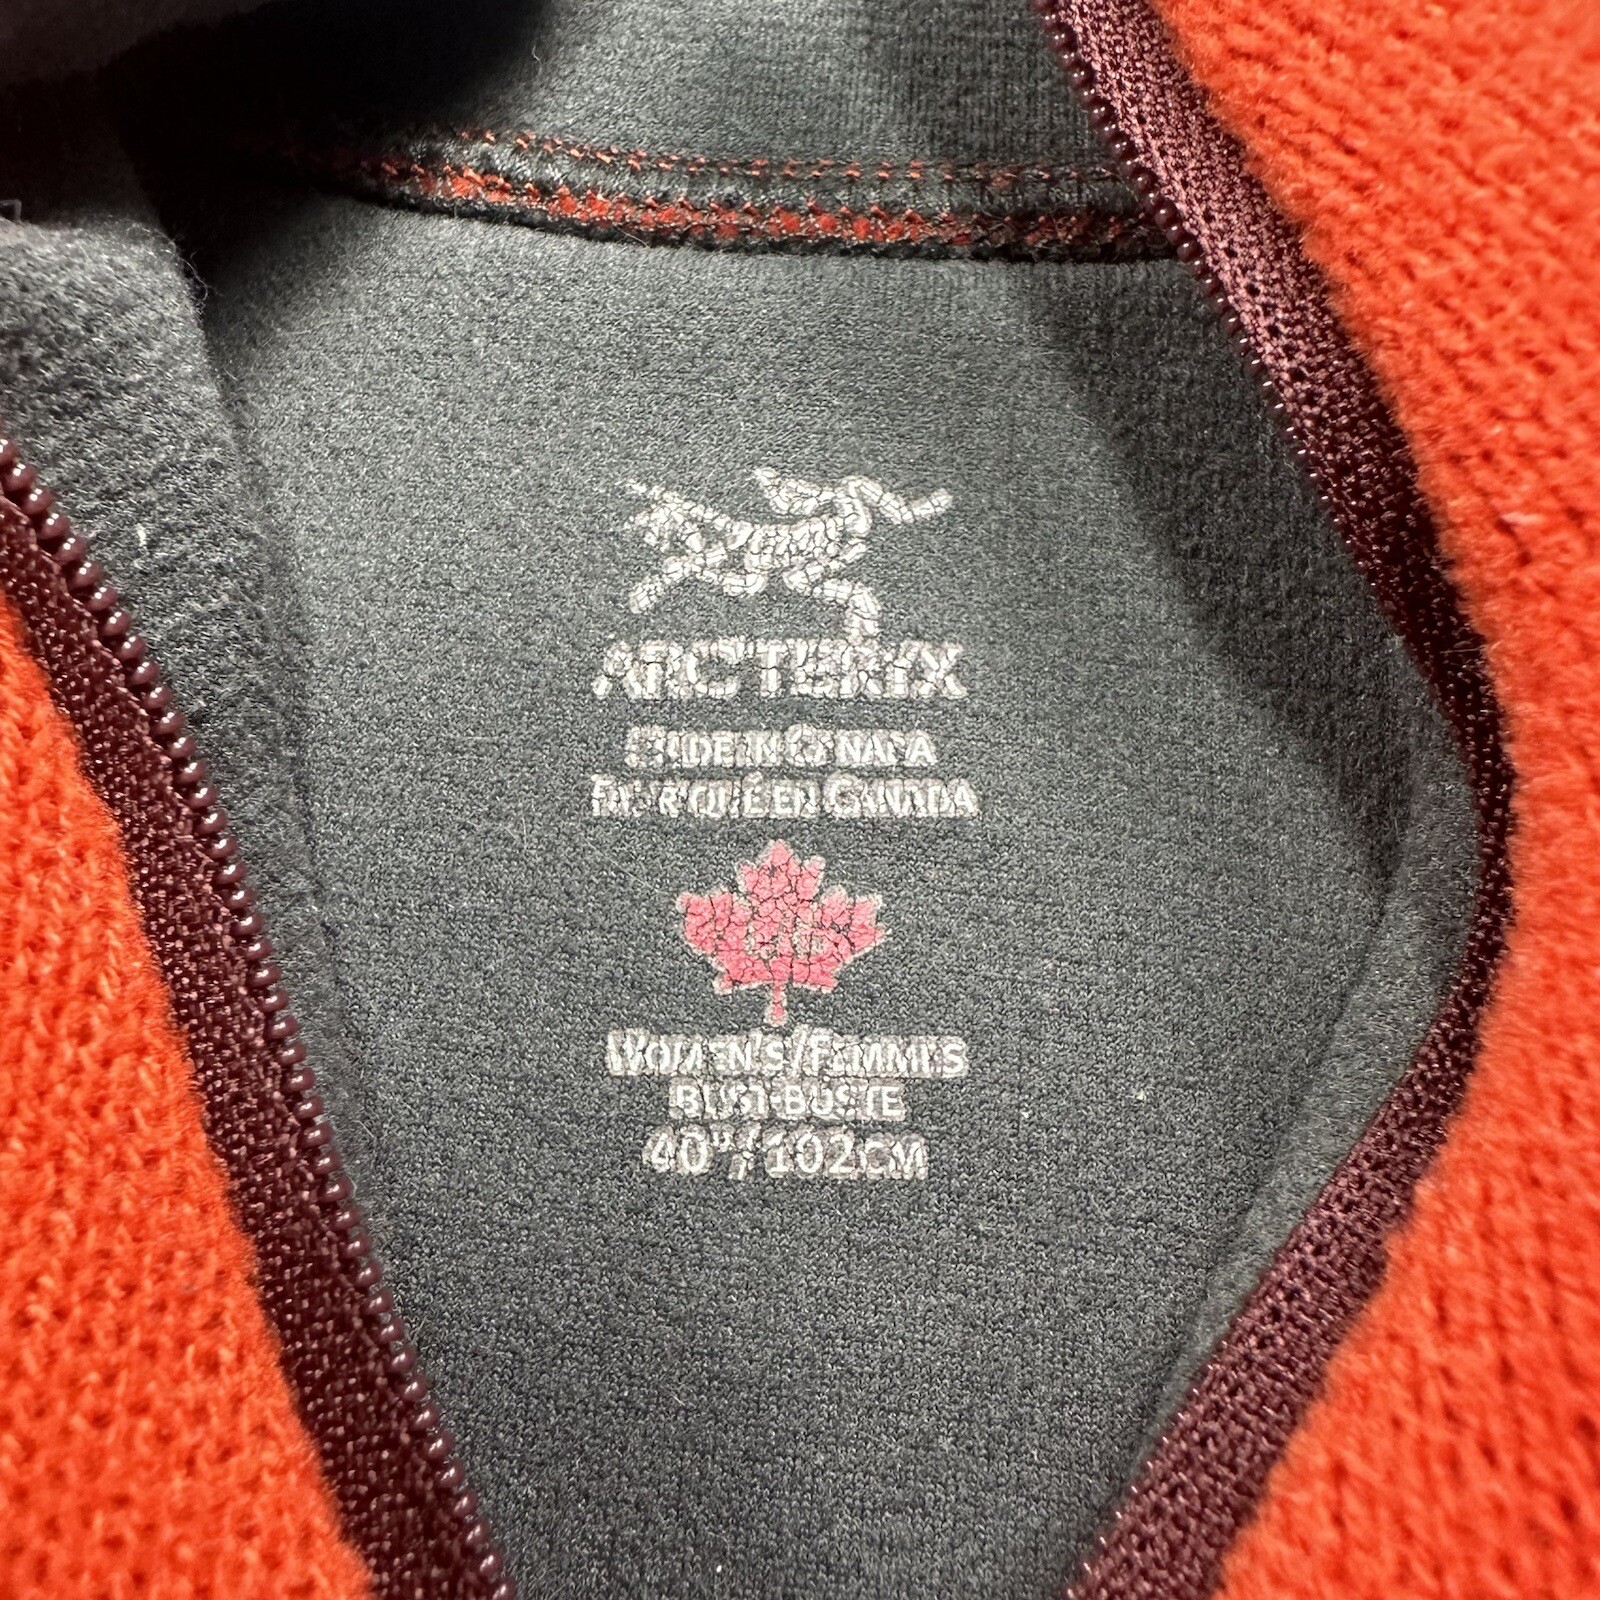 ARC'TERYX
MADE IN CANADA
FABRIQUÉ EN CANADA
WOMEN'S/FEMMES
BUST-BUSTE
40"/102CM